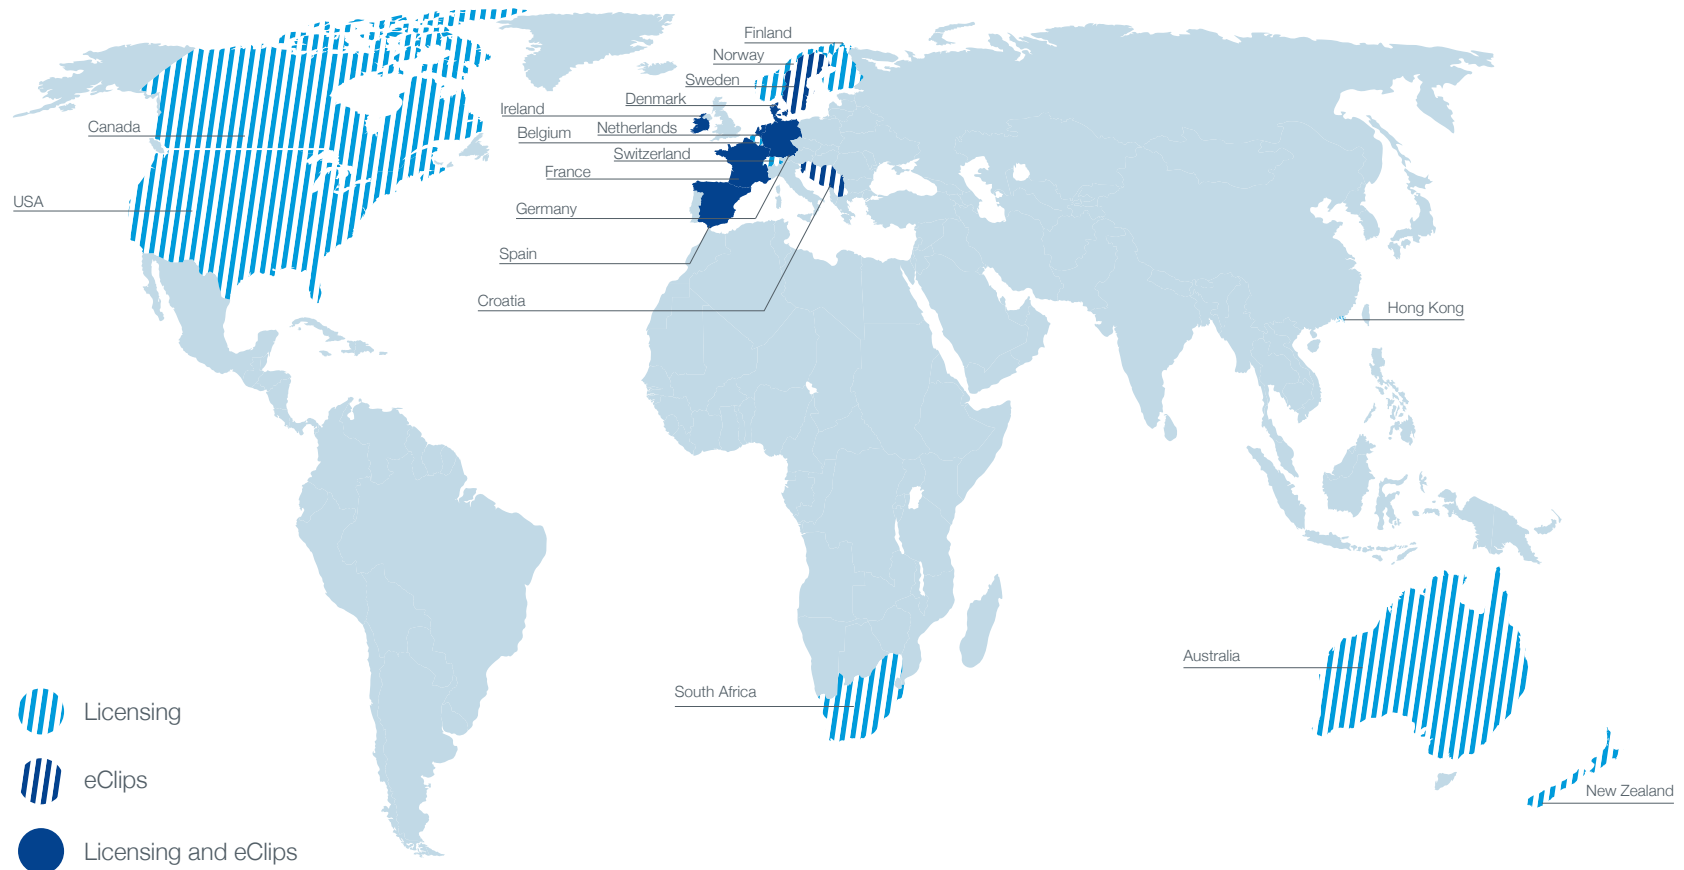 Finland
Norway
Sweden
Denmark
Ireland
Netherlands
Belgium
Switzerland
France
Germany
Spain
Croatia
Canada
USA
Hong Kong
Australia
South Africa
New Zealand
Licensing
eClips
Licensing and eClips